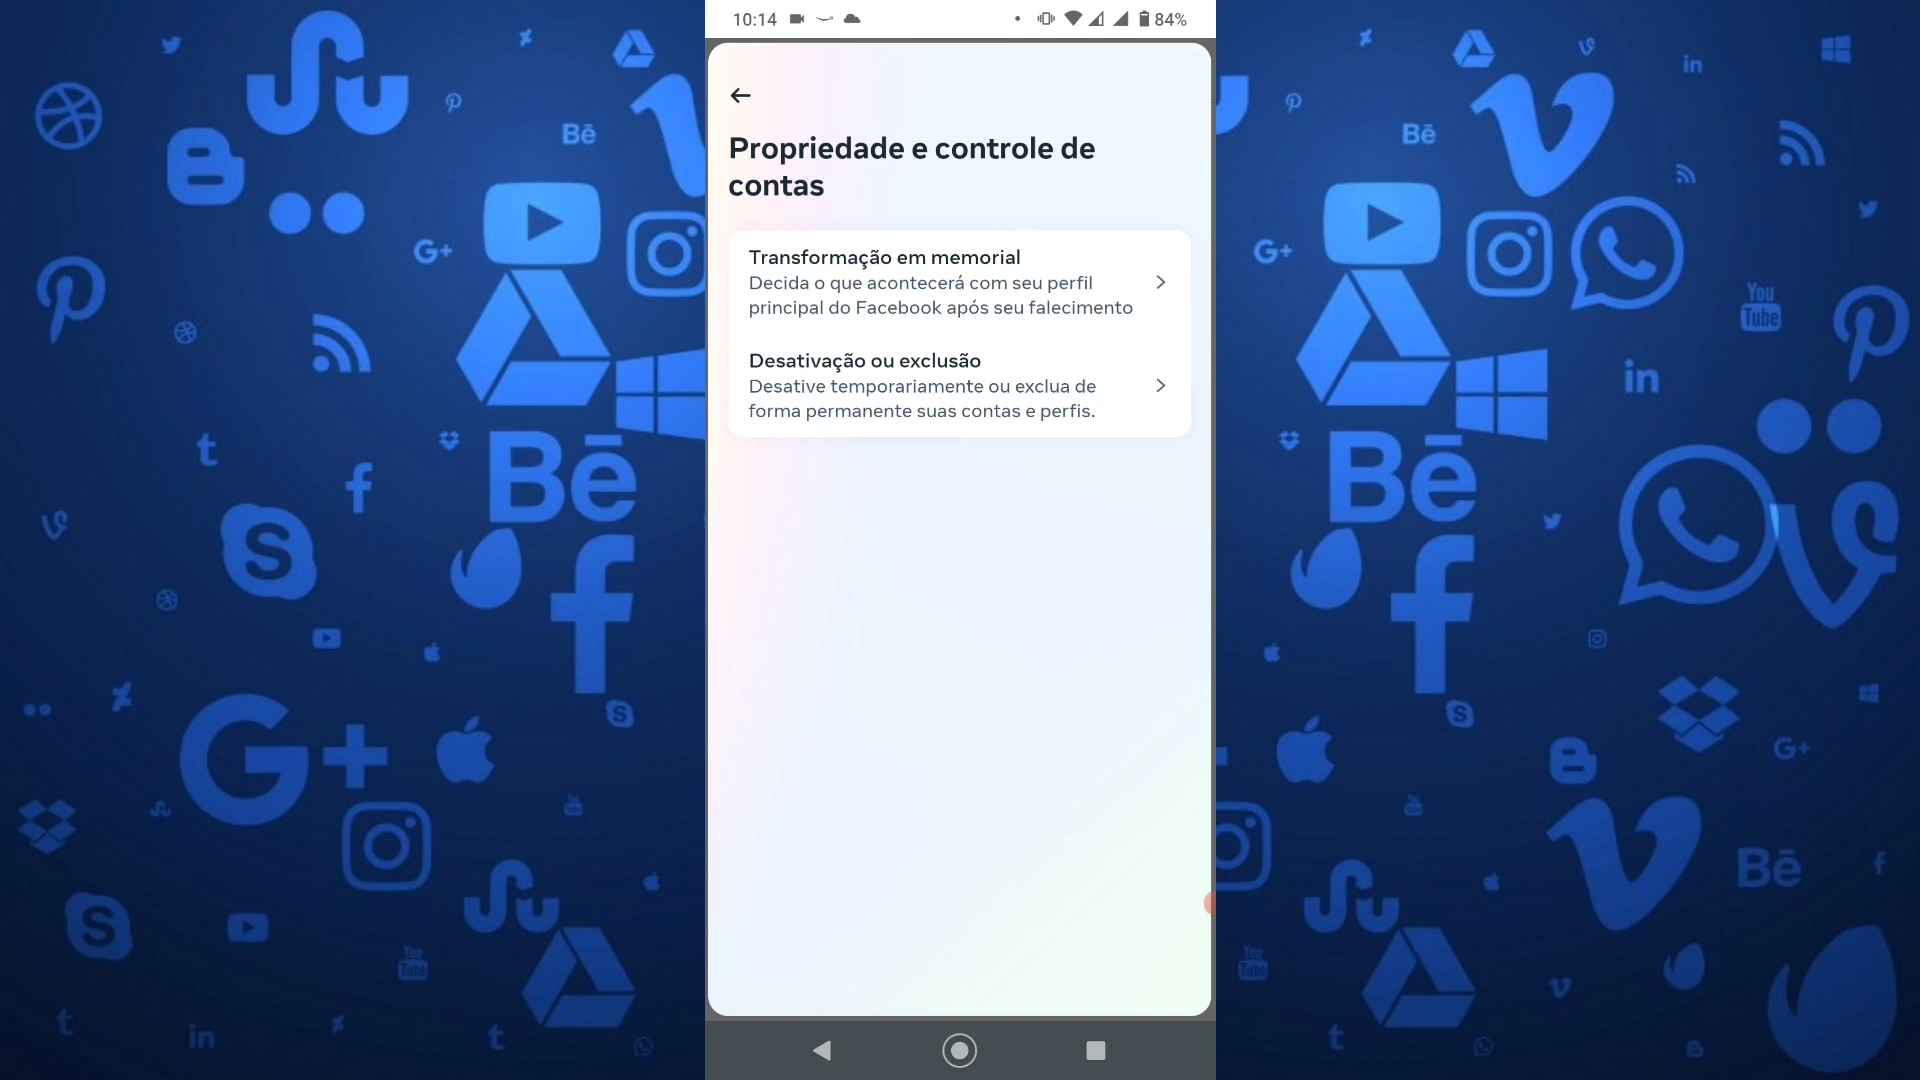 10:14
84%
Propriedade e controle de
contas
Transformação em memorial
Decida o que acontecerá com seu perfil
principal do Facebook após seu falecimento
Desativação ou exclusão
Desative temporariamente ou exclua de
forma permanente suas contas e perfis.